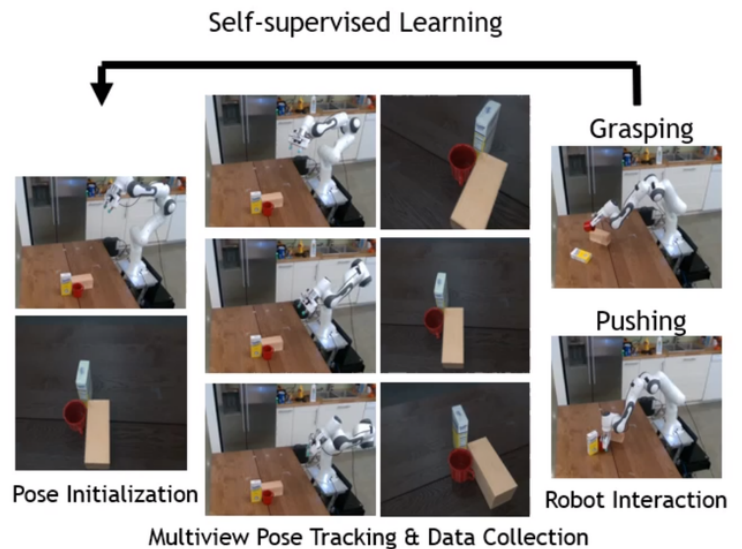 Self-supervised Learning
Grasping
Pushing
Pose Initialization
Robot Interaction
Multiview Pose Tracking & Data Collection